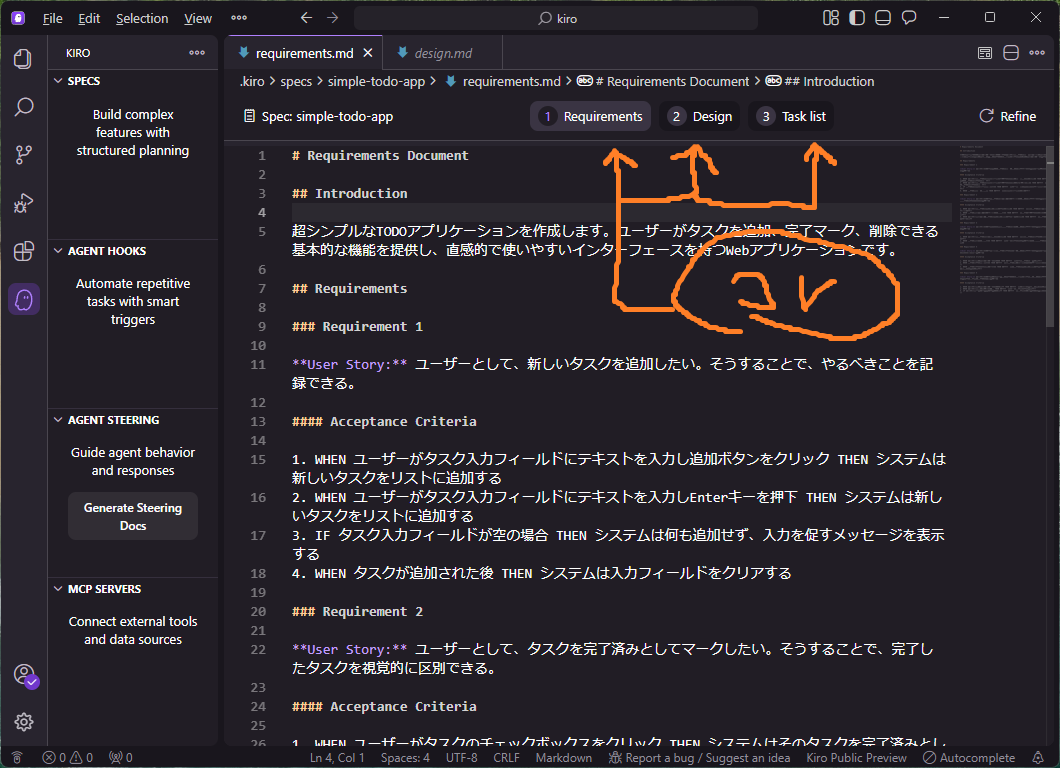 File Edit Selection View ••• kiro
KIRO •••
requirements.md design.md •••
.kiro > specs > simple-todo-app > requirements.md > # Requirements Document > ## Introduction
SPECS
Build complex
features with
structured planning
AGENT HOOKS
Automate repetitive
tasks with smart
triggers
AGENT STEERING
Guide agent behavior
and responses
Generate Steering
Docs
MCP SERVERS
Connect external tools
and data sources
Spec: simple-todo-app 1 Requirements 2 Design 3 Task list Refine
1 # Requirements Document
2
3 ## Introduction
4
5 超シンプルなTODOアプリケーションを作成します。ユーザーがタスクを追加、完了マーク、削除できる
基本的な機能を提供し、直感的で使いやすいインターフェースを持つWebアプリケーションです。
6
7 ## Requirements
8
9 ### Requirement 1
10
11 **User Story:** ユーザーとして、新しいタスクを追加したい。そうすることで、やるべきことを記
録できる。
12
13 #### Acceptance Criteria
14
15 1. WHEN ユーザーがタスク入力フィールドにテキストを入力し追加ボタンをクリック THEN システムは
新しいタスクをリストに追加する
16 2. WHEN ユーザーがタスク入力フィールドにテキストを入力しEnterキーを押下 THEN システムは新し
いタスクをリストに追加する
17 3. IF タスク入力フィールドが空の場合 THEN システムは何も追加せず、入力を促すメッセージを表示
する
18 4. WHEN タスクが追加された後 THEN システムは入力フィールドをクリアする
19
20 ### Requirement 2
21
22 **User Story:** ユーザーとして、タスクを完了済みとしてマークしたい。そうすることで、完了し
たタスクを視覚的に区別できる。
23
24 #### Acceptance Criteria
25
26 1. WHEN ユーザーがタスクのチェックボックスをクリック THEN システムはそのタスクを完了済みとし
0 0 0 Ln 4, Col 1 Spaces: 4 UTF-8 CRLF Markdown Report a bug / Suggest an idea Kiro Public Preview Autocomplete